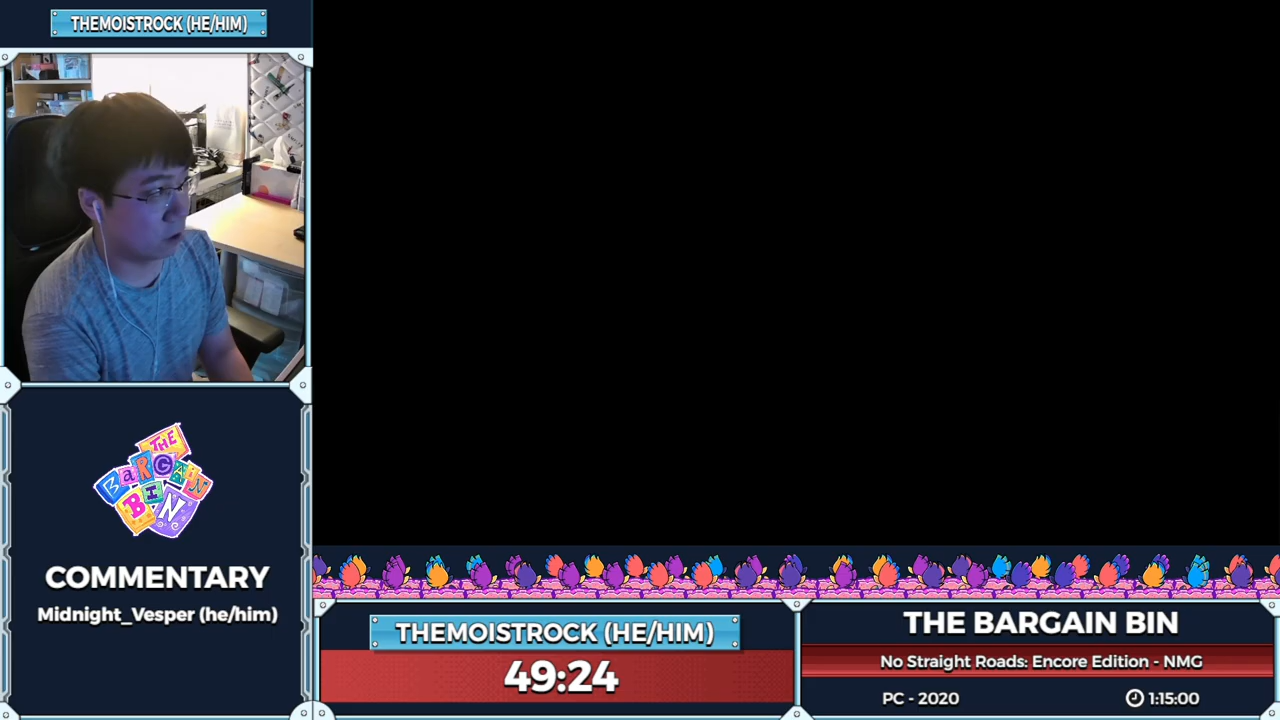 THEMOISTROCK (HE/HIM)
THE
BARGAIN
BIN
COMMENTARY
Midnight_Vesper (he/him)
THEMOISTROCK (HE/HIM)
49:24
THE BARGAIN BIN
No Straight Roads: Encore Edition - NMG
PC - 2020
1:15:00